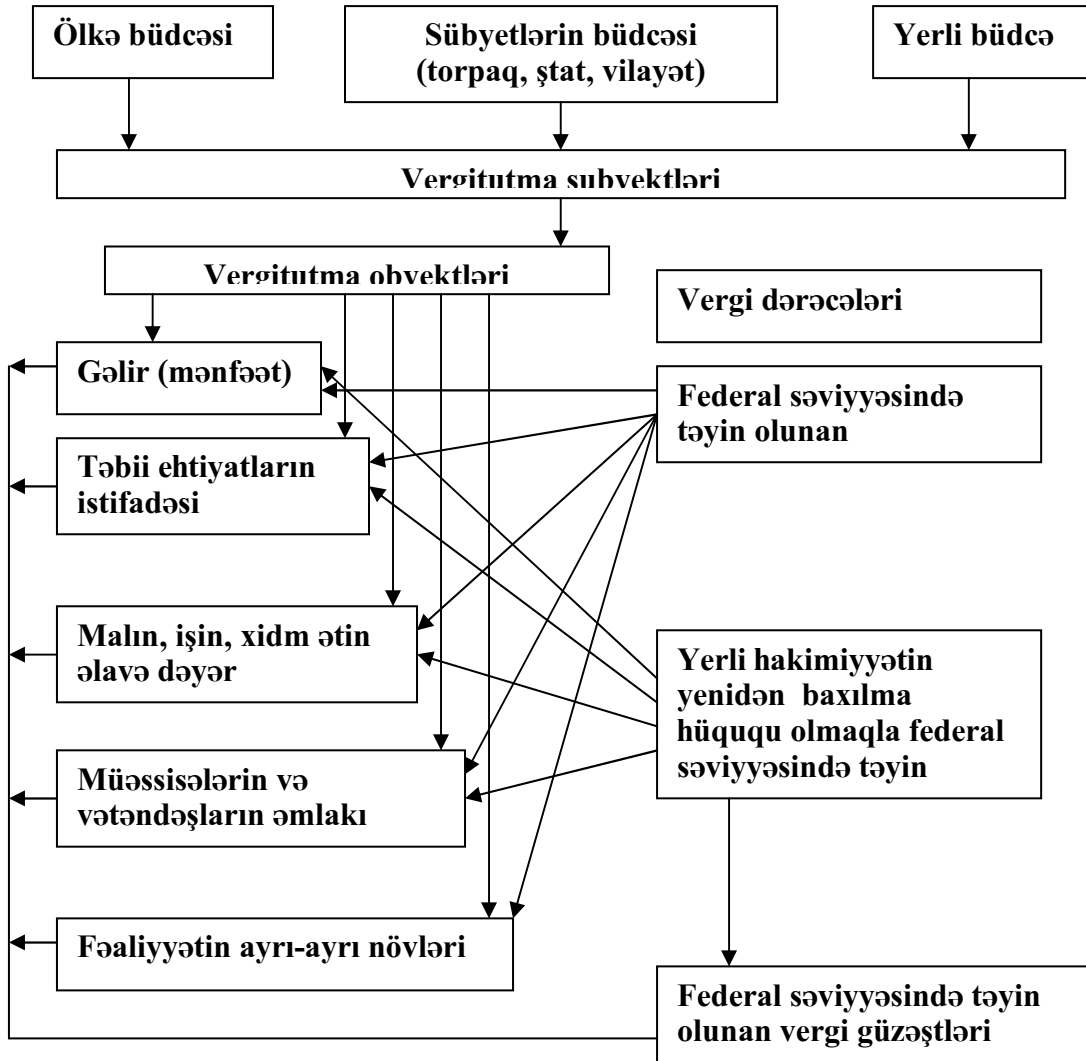 Ölkə büdcəsi
Sübyetlərin büdcəsi
(torpaq, ştat, vilayət)
Yerli büdcə
Vergitutma subyektləri
Vergitutma obyektləri
Vergi dərəcələri
Gəlir (mənfəət)
Federal səviyyəsində
təyin olunan
Təbii ehtiyatların
istifadəsi
Malın, işin, xidm ətin
əlavə dəyər
Yerli hakimiyyətin
yenidən baxılma
hüququ olmaqla federal
səviyyəsində təyin
Müəssisələrin və
vətəndəşların əmlakı
Fəaliyyətin ayrı-ayrı növləri
Federal səviyyəsində təyin
olunan vergi güzəştləri